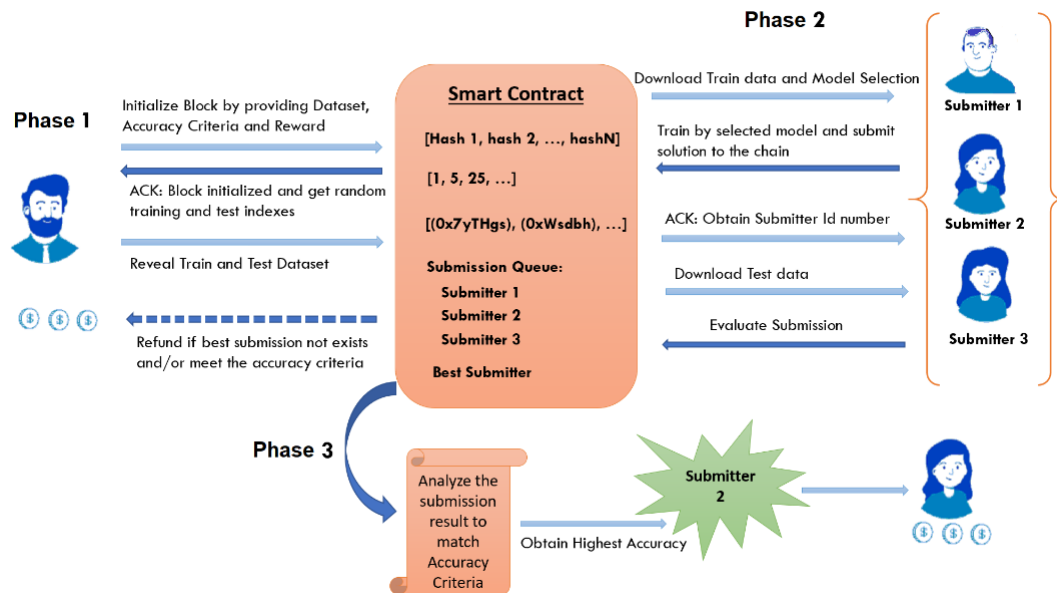 Phase 1
Initialize Block by providing Dataset,
Accuracy Criteria and Reward
ACK: Block initialized and get random
training and test indexes
Reveal Train and Test Dataset
Refund if best submission not exists
and/or meet the accuracy criteria
Smart Contract
[Hash 1, hash 2, ..., hashN]
[1, 5, 25, ...]
[(0x7yTHgs), (0xWsdbh), ...]
Submission Queue:
Submitter 1
Submitter 2
Submitter 3
Best Submitter
Phase 2
Download Train data and Model Selection
Train by selected model and submit
solution to the chain
ACK: Obtain Submitter Id number
Download Test data
Evaluate Submission
Submitter 1
Submitter 2
Submitter 3
Phase 3
Analyze the
submission
result to
match
Accuracy
Criteria
Obtain Highest Accuracy
Submitter
2